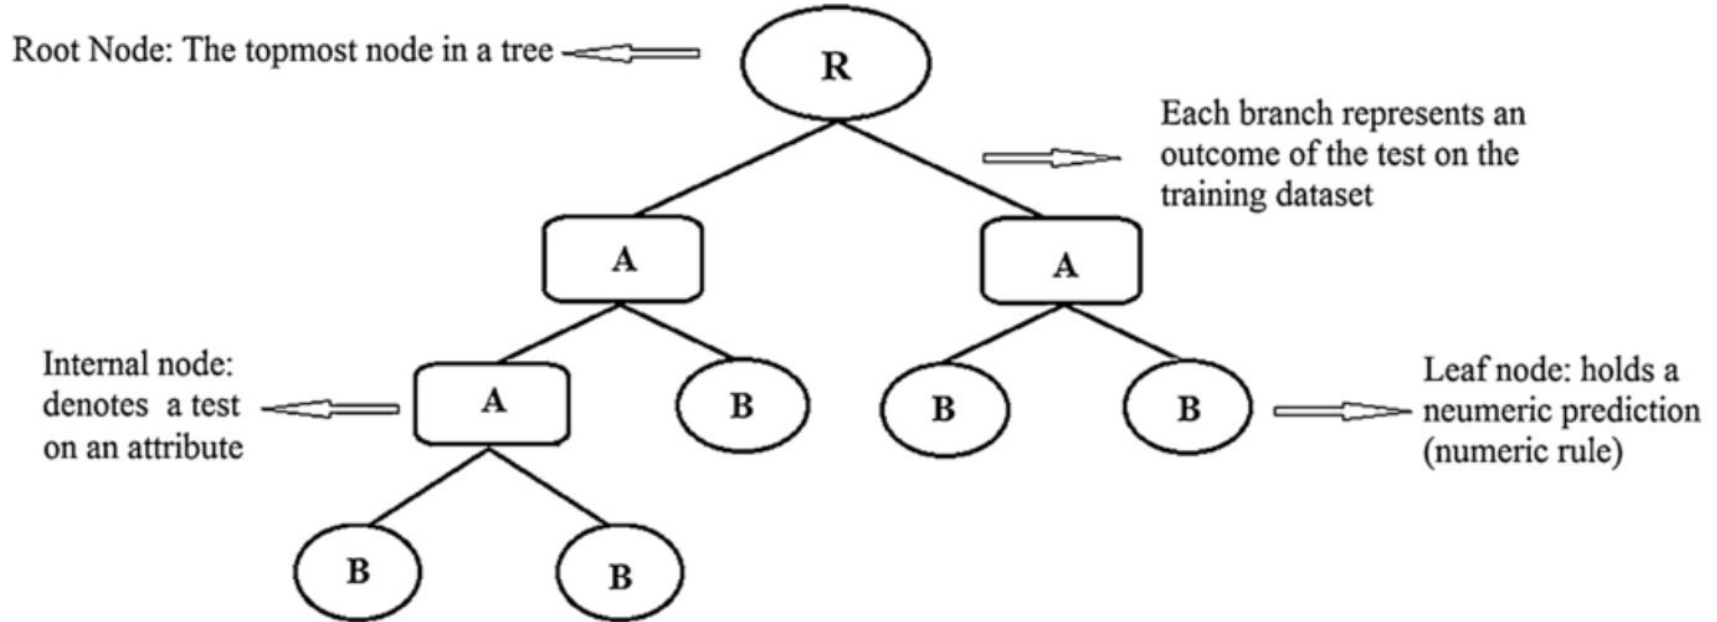 Root Node: The topmost node in a tree
R
Each branch represents an
outcome of the test on the
training dataset
A
A
Internal node:
denotes a test
on an attribute
A
B
B
B
Leaf node: holds a
neumeric prediction
(numeric rule)
B
B